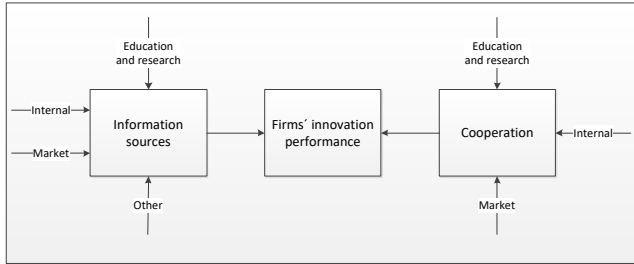 Education
and research
Education
and research
Internal
Market
Information
sources
Firms´ innovation
performance
Cooperation
Internal
Other
Market